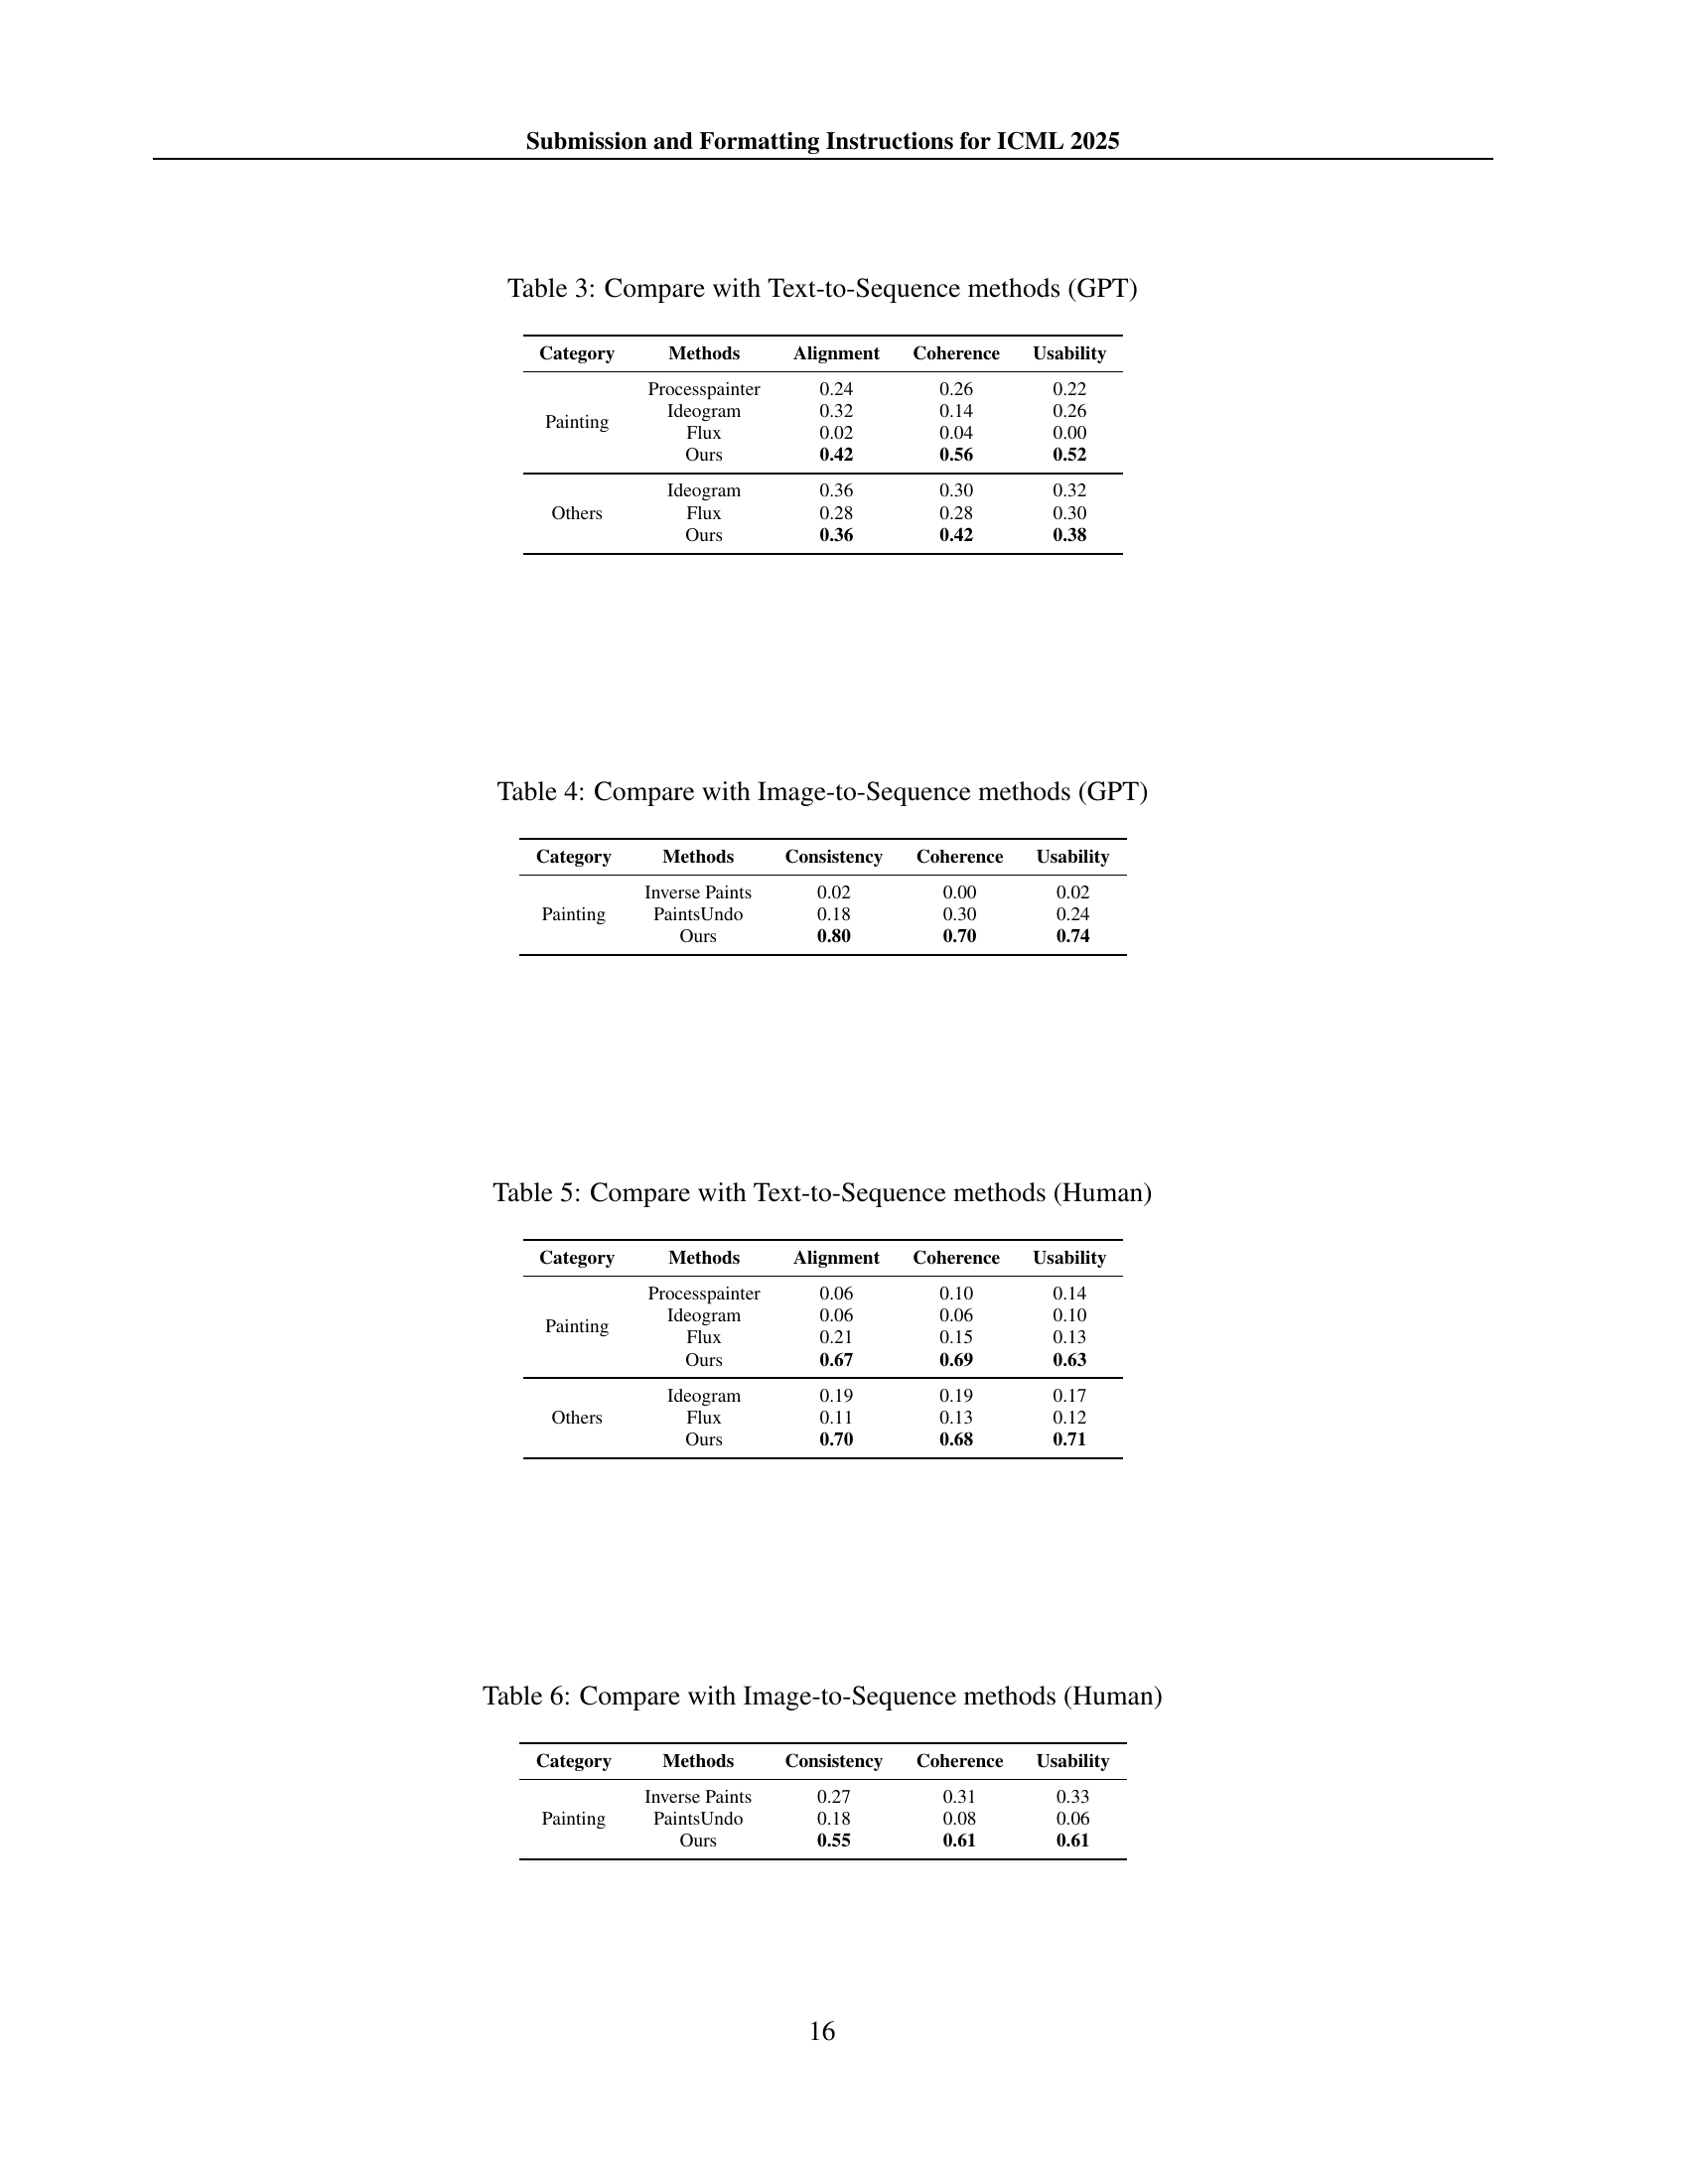 Submission and Formatting Instructions for ICML 2025
Table 3: Compare with Text-to-Sequence methods (GPT)
Category Methods Alignment Coherence Usability
Processpainter 0.24 0.26 0.22
Painting
Ideogram 0.32 0.14 0.26
Flux 0.02 0.04 0.00
Ours 0.42 0.56 0.52
Ideogram 0.36 0.30 0.32
Others Flux 0.28 0.28 0.30
Ours 0.36 0.42 0.38
Table 4: Compare with Image-to-Sequence methods (GPT)
Category Methods Consistency Coherence Usability
Inverse Paints 0.02 0.00 0.02
Painting PaintsUndo 0.18 0.30 0.24
Ours 0.80 0.70 0.74
Table 5: Compare with Text-to-Sequence methods (Human)
Category Methods Alignment Coherence Usability
Processpainter 0.06 0.10 0.14
Painting
Ideogram 0.06 0.06 0.10
Flux 0.21 0.15 0.13
Ours 0.67 0.69 0.63
Ideogram 0.19 0.19 0.17
Others Flux 0.11 0.13 0.12
Ours 0.70 0.68 0.71
Table 6: Compare with Image-to-Sequence methods (Human)
Category Methods Consistency Coherence Usability
Inverse Paints 0.27 0.31 0.33
Painting PaintsUndo 0.18 0.08 0.06
Ours 0.55 0.61 0.61
16